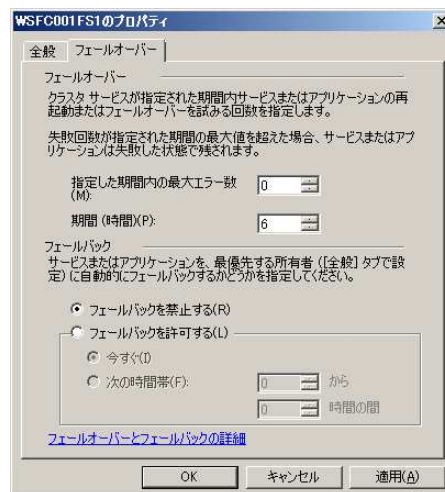 WSFC001FS1のプロパティ
全般 フェールオーバー
フェールオーバー
クラスタ サービスが指定された期間内サービスまたはアプリケーションの再
起動またはフェールオーバーを試みる回数を指定します。
失敗回数が指定された期間の最大値を超えた場合、サービスまたはアプ
リケーションは失敗した状態で残されます。
指定した期間内の最大エラー数
(M): 0
期間 (時間)(P): 6
フェールバック
サービスまたはアプリケーションを、最優先する所有者 ([全般] タブで設
定) に自動的にフェールバックするかどうかを指定してください。
フェールバックを禁止する(R)
フェールバックを許可する(L)
今すぐ(I)
次の時間帯(F): 0 から
0 時間の間
フェールオーバーとフェールバックの詳細
OK キャンセル 適用(A)